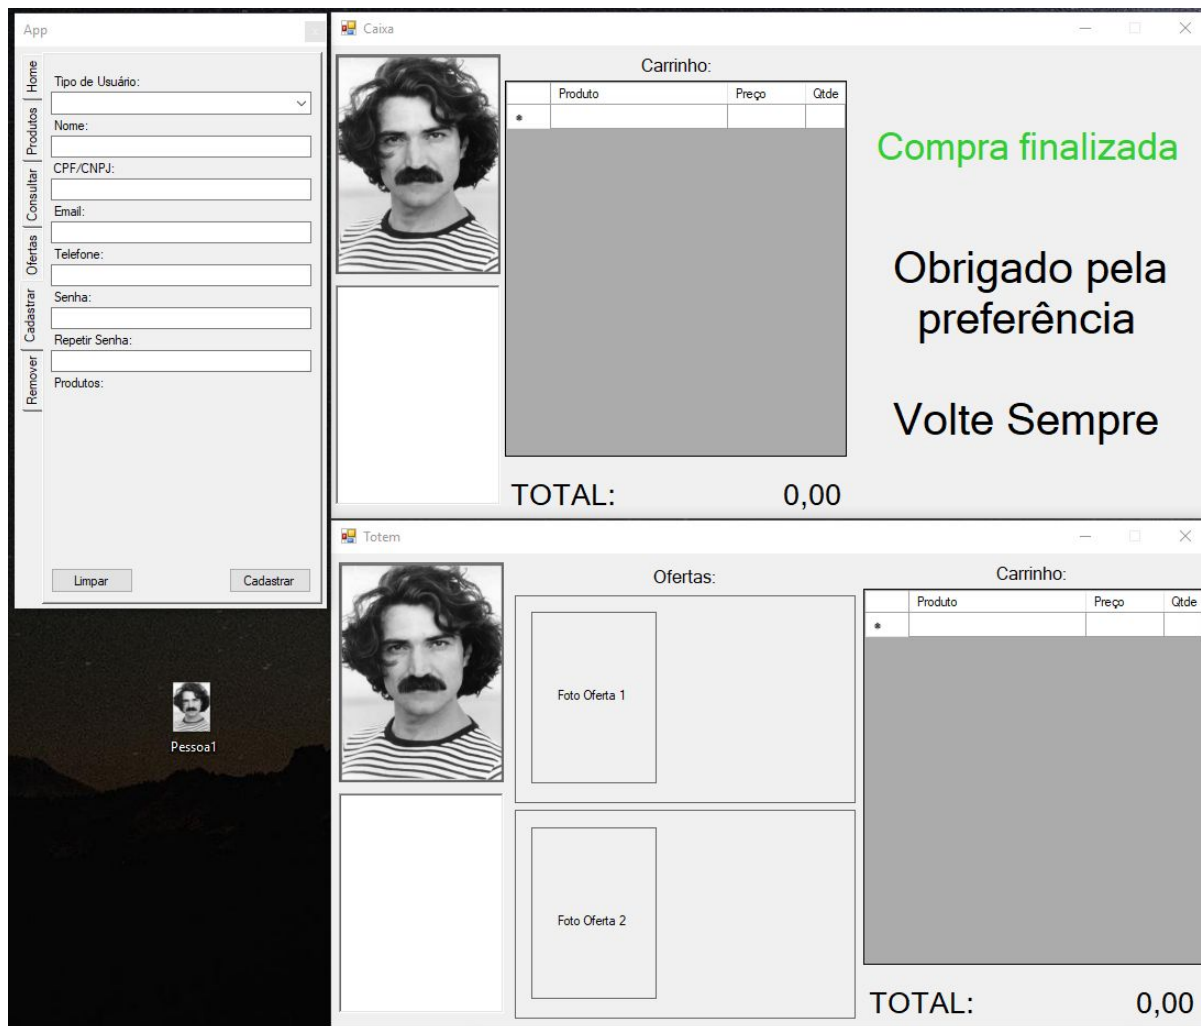 App
Home
Produtos
Consultar
Ofertas
Cadastrar
Remover
Tipo de Usuário:
Nome:
CPF/CNPJ:
Email:
Telefone:
Senha:
Repetir Senha:
Produtos:
Limpar Cadastrar
Pessoa1
Caixa
Carrinho:
Produto Preço Qtde
TOTAL: 0,00
Compra finalizada
Obrigado pela
preferência
Volte Sempre
Totem
Ofertas:
Foto Oferta 1
Foto Oferta 2
Carrinho:
Produto Preço Qtde
TOTAL: 0,00